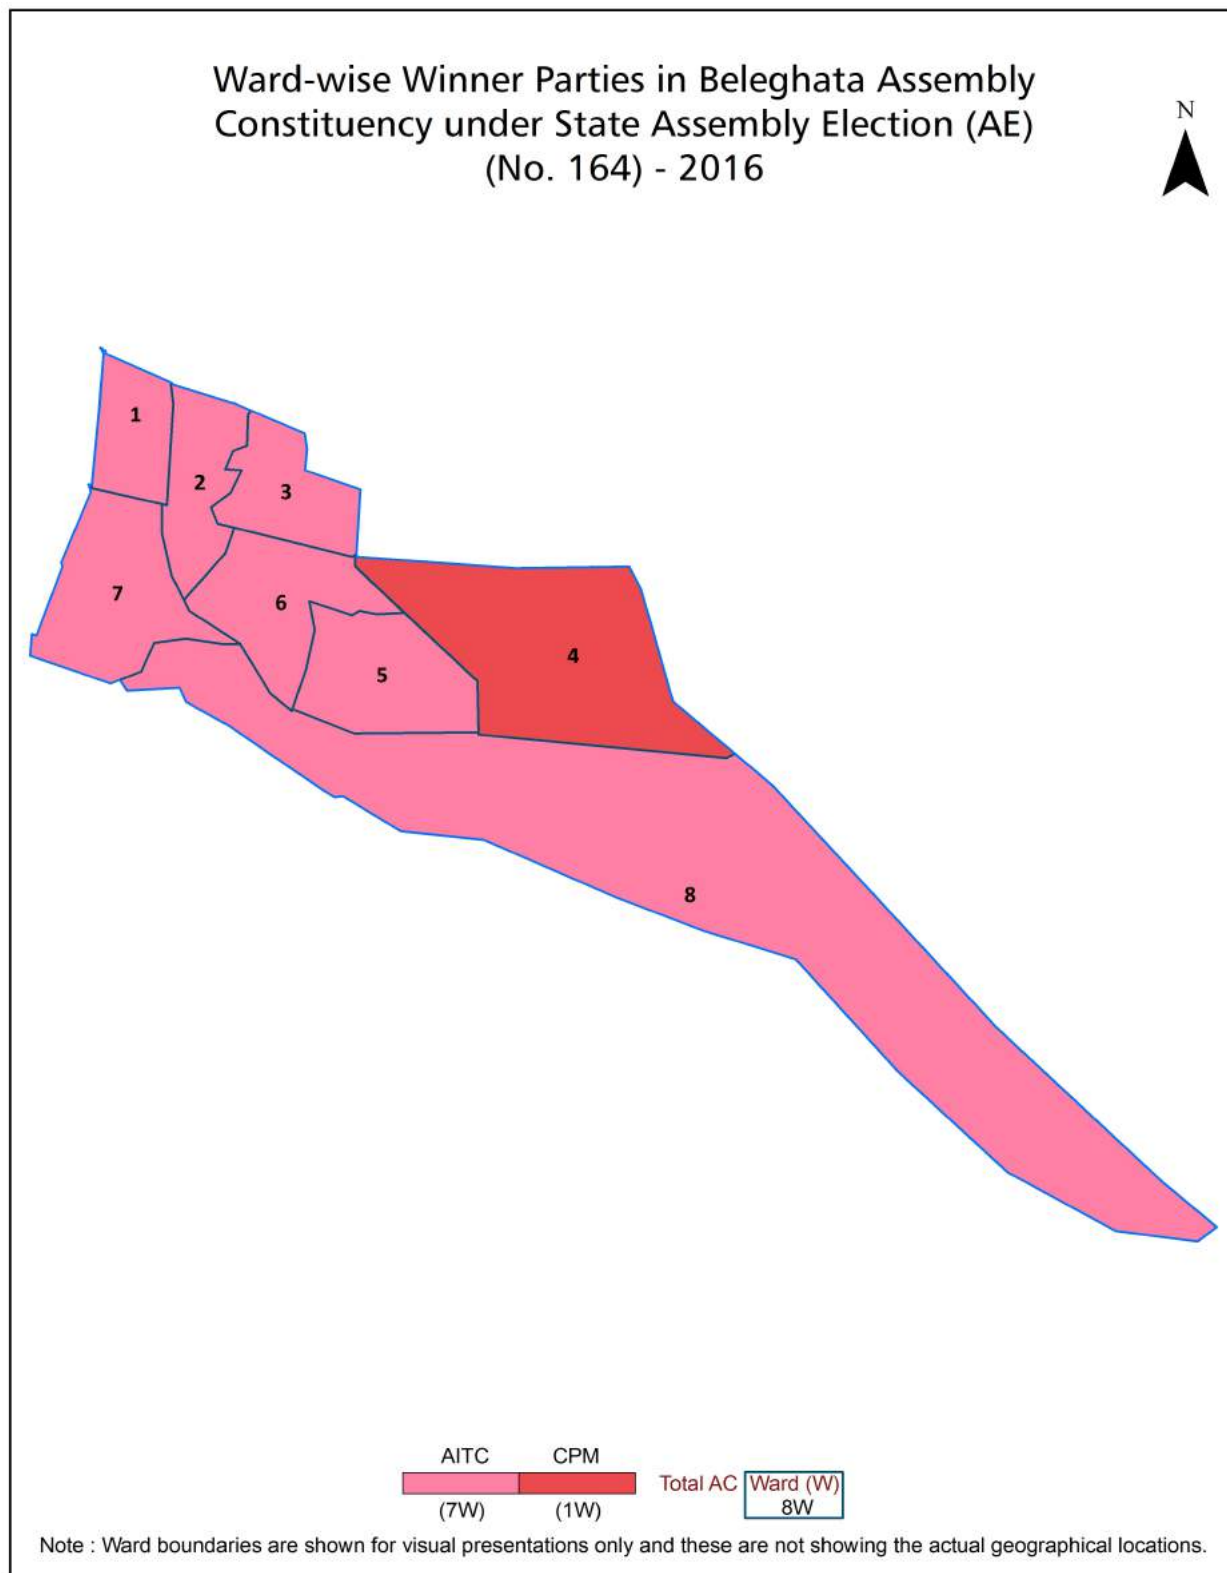 Ward-wise Winner Parties in Beleghata Assembly
Constituency under State Assembly Election (AE)
(No. 164) - 2016
N
1
2
3
7
6
4
5
8
AITC CPM
Total AC Ward (W)
(7W) (1W) 8W
Note : Ward boundaries are shown for visual presentations only and these are not showing the actual geographical locations.